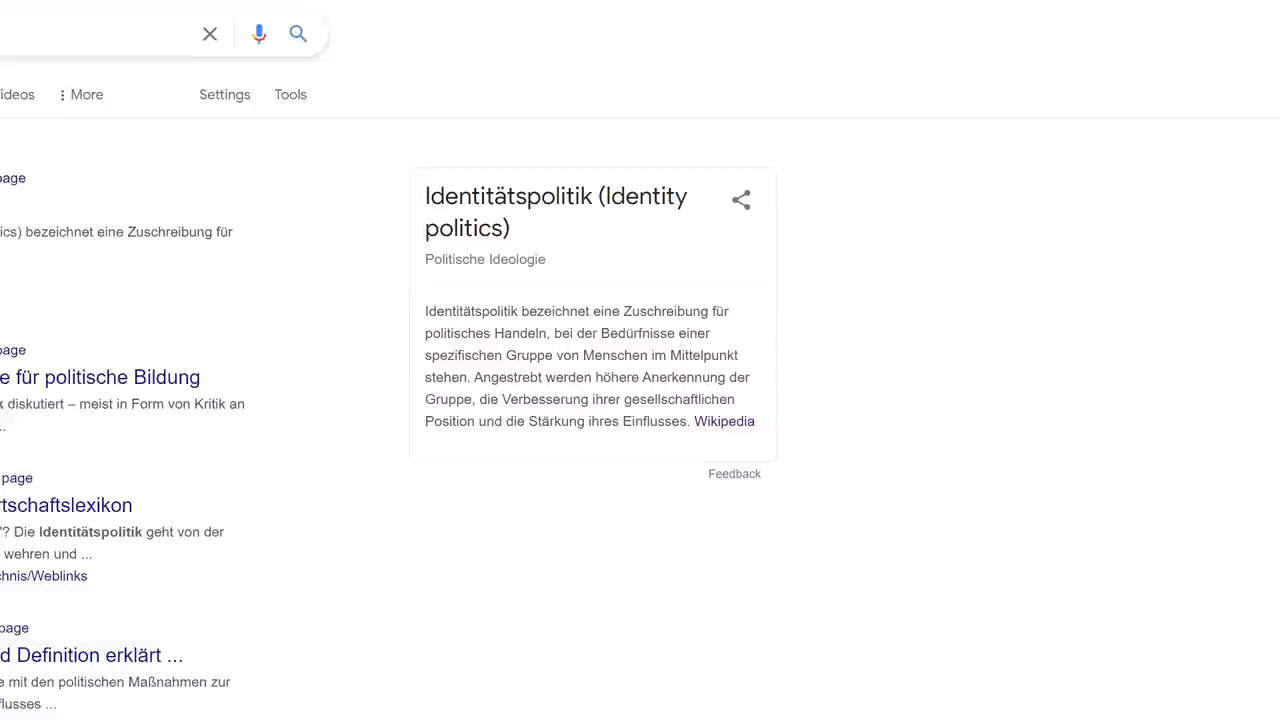 ideos
More
Settings
Tools
page
ics) bezeichnet eine Zuschreibung für
page
e für politische Bildung
k diskutiert – meist in Form von Kritik an
...
page
rtschaftslexikon
"? Die Identitätspolitik geht von der
wehren und ...
chnis/Weblinks
page
d Definition erklärt ...
e mit den politischen Maßnahmen zur
flusses ...
Identitätspolitik (Identity
politics)
Politische Ideologie
Identitätspolitik bezeichnet eine Zuschreibung für
politisches Handeln, bei der Bedürfnisse einer
spezifischen Gruppe von Menschen im Mittelpunkt
stehen. Angestrebt werden höhere Anerkennung der
Gruppe, die Verbesserung ihrer gesellschaftlichen
Position und die Stärkung ihres Einflusses. Wikipedia
Feedback